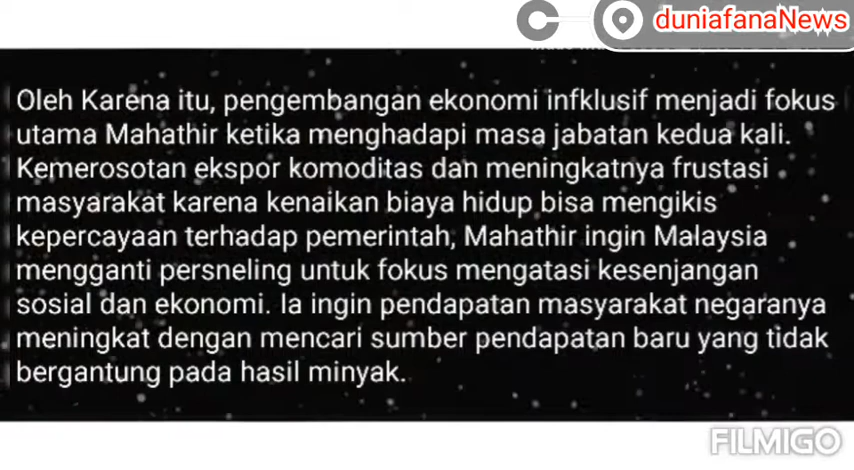 duniafanaNews
Oleh Karena itu, pengembangan ekonomi infklusif menjadi fokus
utama Mahathir ketika menghadapi masa jabatan kedua kali.
Kemerosotan ekspor komoditas dan meningkatnya frustasi
masyarakat karena kenaikan biaya hidup bisa mengikis
kepercayaan terhadap pemerintah, Mahathir ingin Malaysia
mengganti persneling untuk fokus mengatasi kesenjangan
sosial dan ekonomi. Ia ingin pendapatan masyarakat negaranya
meningkat dengan mencari sumber pendapatan baru yang tidak
bergantung pada hasil minyak.
FILMIGO